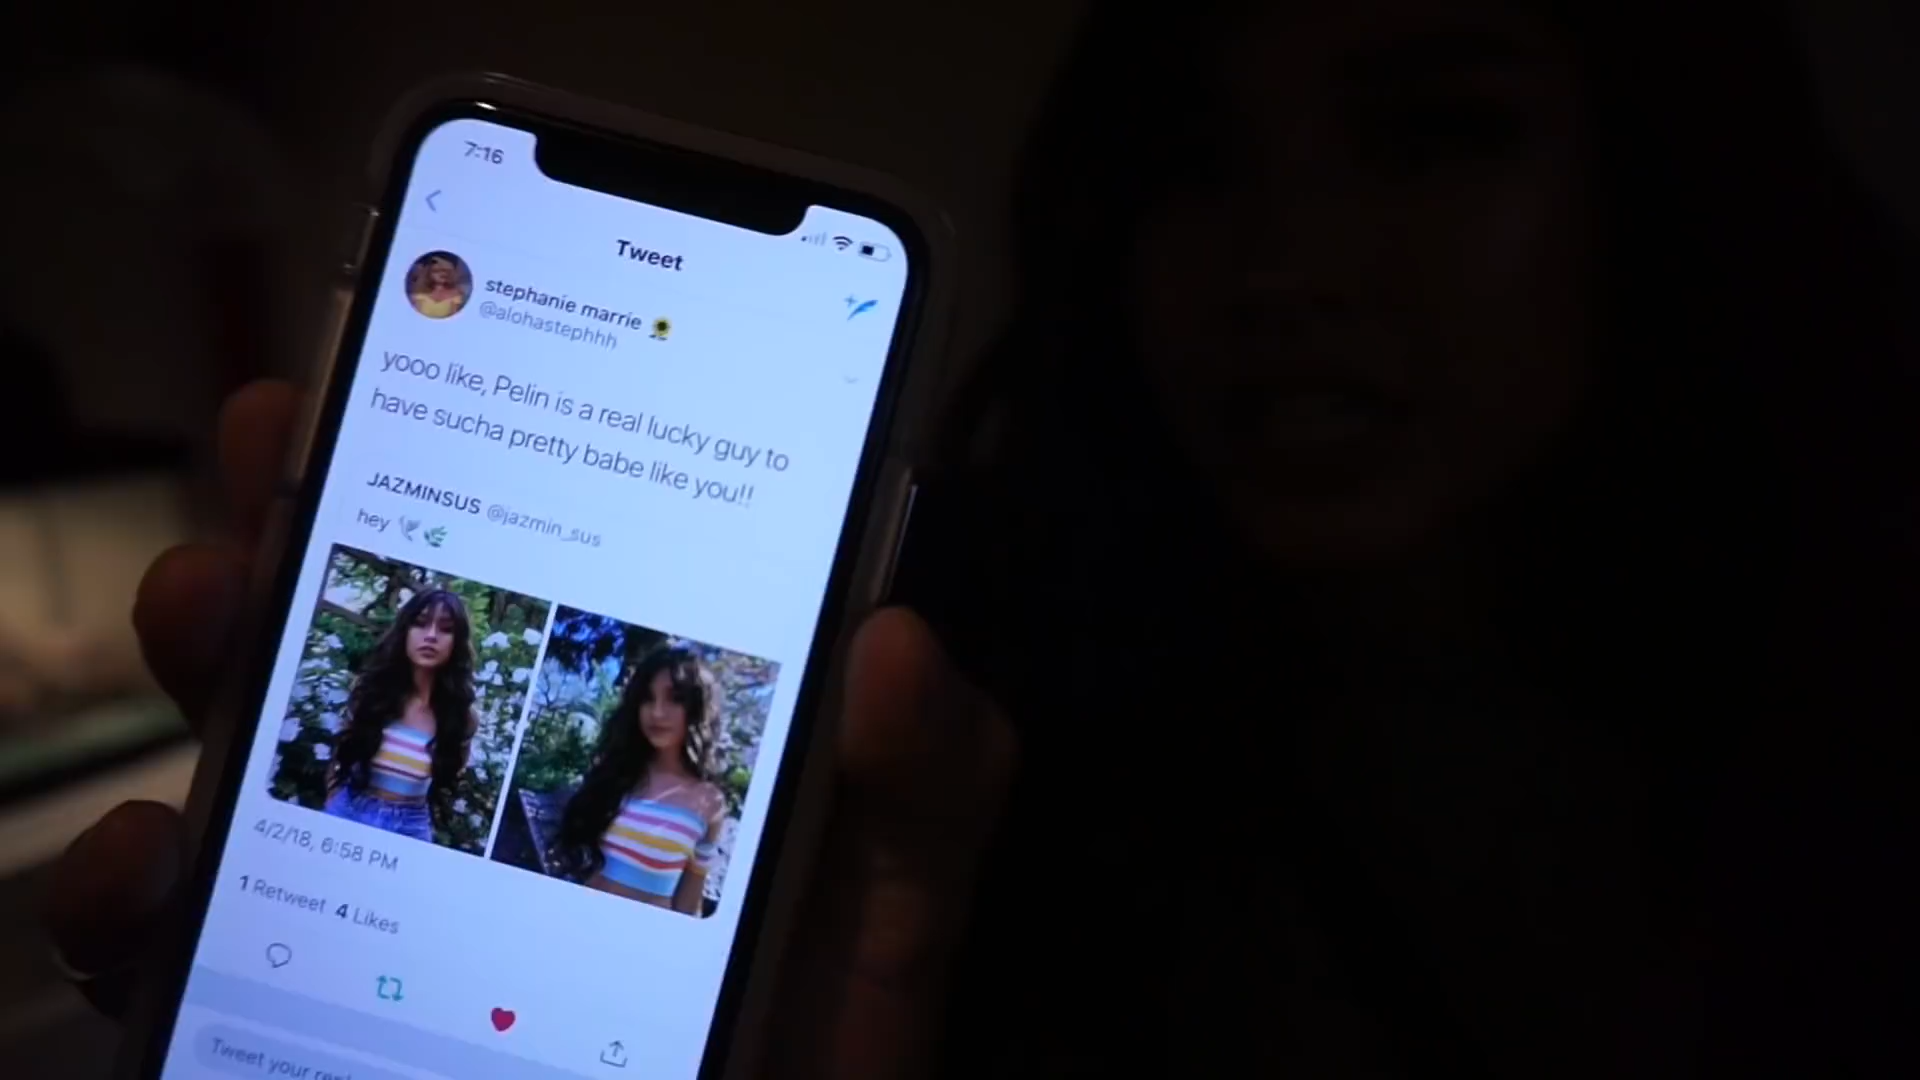 7:16
Tweet
stephanie marrie 🌻
@alohastephhh
yooo like, Pelin is a real lucky guy to
have sucha pretty babe like you!!
JAZMINSUS @jazmin_sus
hey 🕊🌿
4/2/18, 6:58 PM
1 Retweet 4 Likes
Tweet your